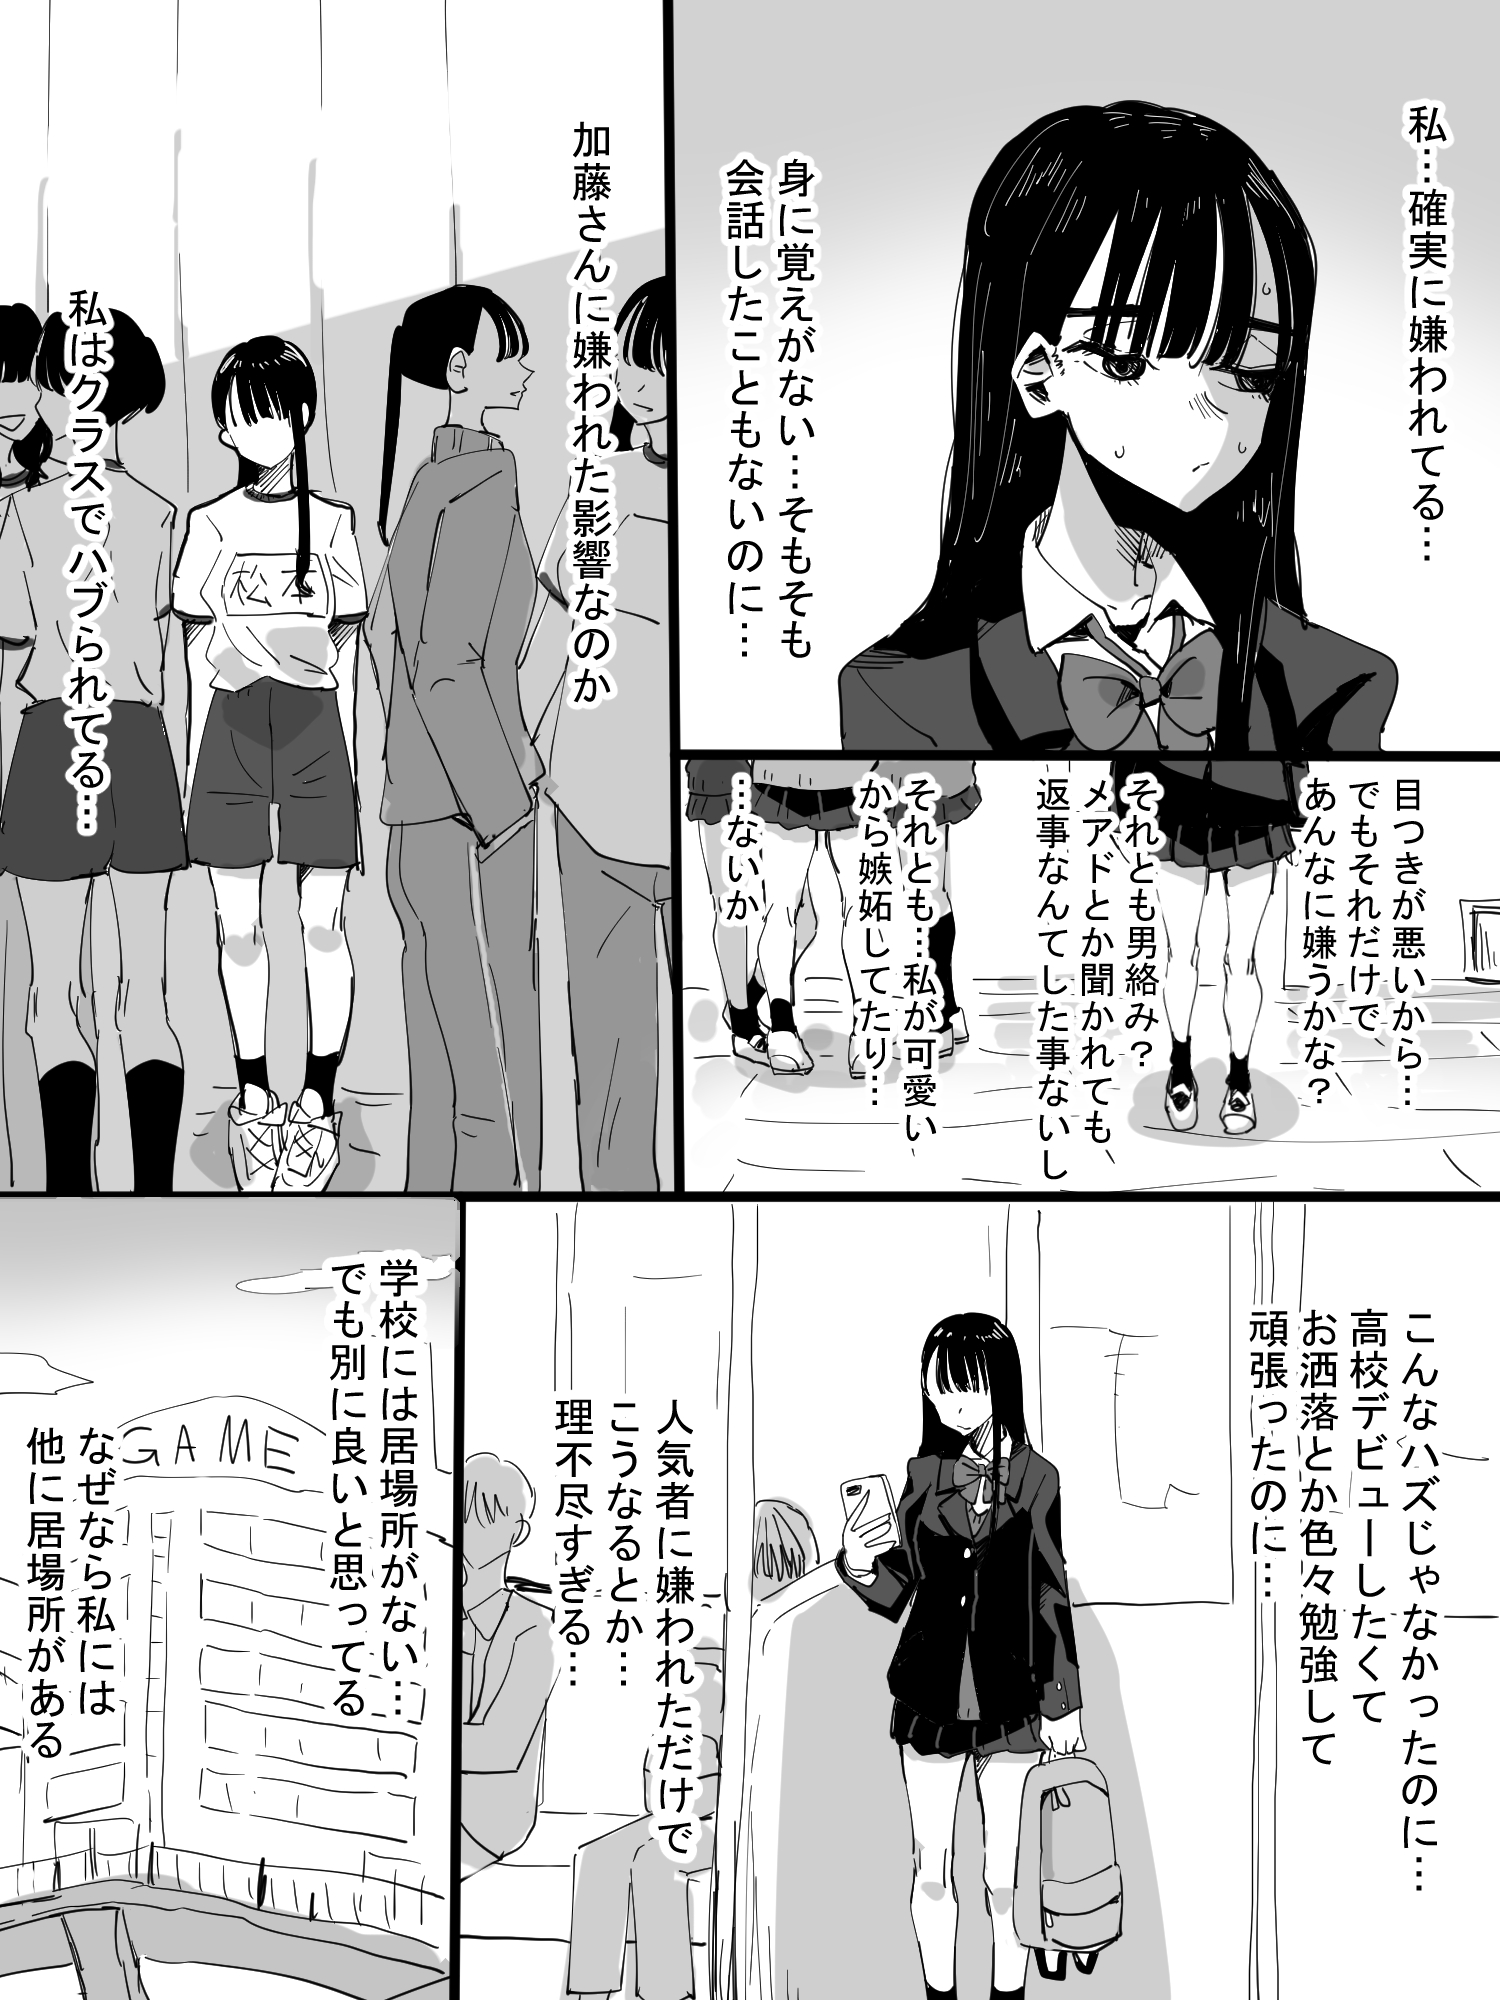 私…確実に嫌われてる…
身に覚えがない…そもそも
会話したこともないのに…
目つきが悪いから…
でもそれだけで
あんなに嫌うかな？
それとも男絡み？
メアドとか聞かれても
返事なんてした事ないし
それとも…私が可愛い
から嫉妬してたり…
…ないか
加藤さんに嫌われた影響なのか
私はクラスでハブられてる…
松本
こんなハズじゃなかったのに…
高校デビューしたくて
お洒落とか色々勉強して
頑張ったのに…
人気者に嫌われただけで
こうなるとか…
理不尽すぎる…
学校には居場所がない…
でも別に良いと思ってる
GAME
なぜなら私には
他に居場所がある